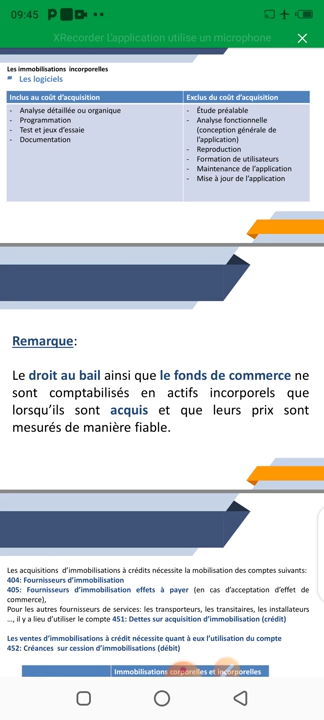 09:45
XRecorder L'application utilise un microphone
Les immobilisations incorporelles
Les logiciels
Inclus au coût d'acquisition
- Analyse détaillée ou organique
- Programmation
- Test et jeux d'essaie
- Documentation
Exclus du coût d'acquisition
- Étude préalable
- Analyse fonctionnelle
(conception générale de
l'application)
- Reproduction
- Formation de utilisateurs
- Maintenance de l'application
- Mise à jour de l'application
Remarque:
Le droit au bail ainsi que le fonds de commerce ne
sont comptabilisés en actifs incorporels que
lorsqu'ils sont acquis et que leurs prix sont
mesurés de manière fiable.
Les acquisitions d'immobilisations à crédits nécessite la mobilisation des comptes suivants:
404: Fournisseurs d'immobilisation
405: Fournisseurs d'immobilisation effets à payer (en cas d'acceptation d'effet de
commerce),
Pour les autres fournisseurs de services: les transporteurs, les transitaires, les installateurs
..., il y a lieu d'utiliser le compte 451: Dettes sur acquisition d'immobilisation (crédit)
Les ventes d'immobilisations à crédit nécessite quant à eux l'utilisation du compte
452: Créances sur cession d'immobilisations (débit)
Immobilisations corporelles et incorporelles